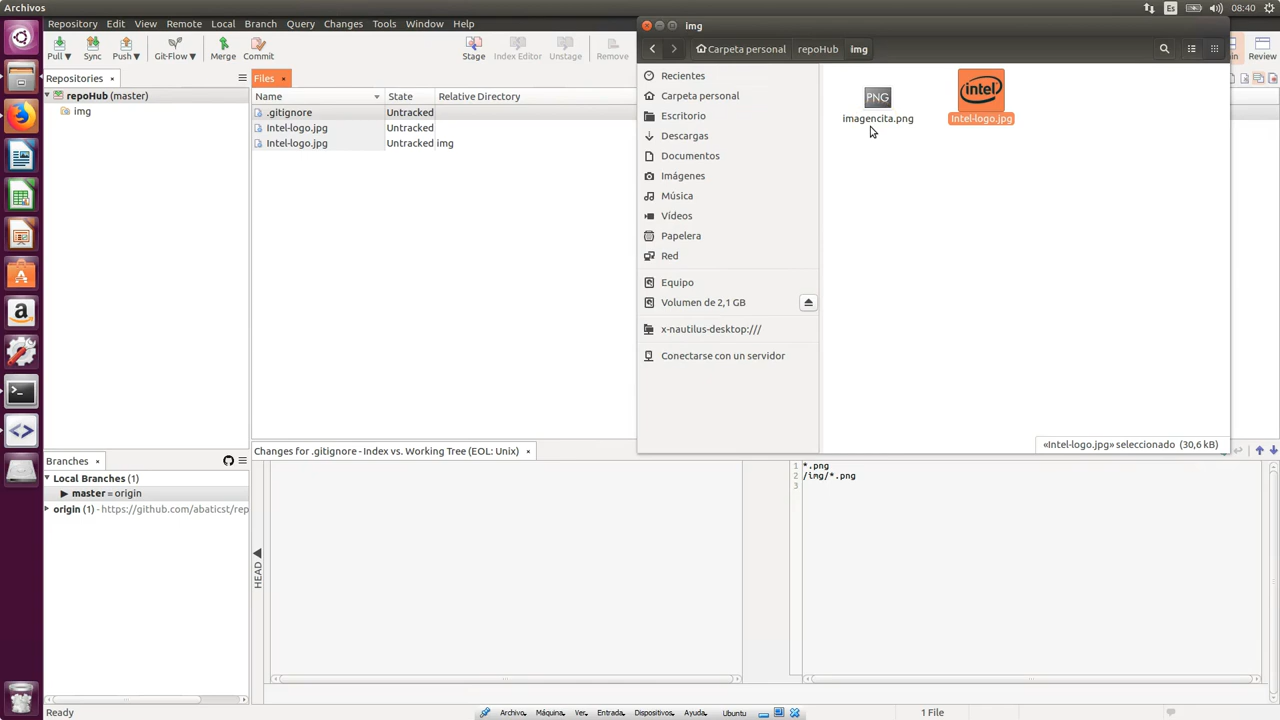 Archivos
Es
08:40
Repository Edit View Remote Local Branch Query Changes Tools Window Help
img
Pull Sync Push Git-Flow Merge Commit Stage Index Editor Unstage Remove
Review
Carpeta personal repoHub img
Repositories
Files
repoHub (master)
img
Name State Relative Directory
.gitignore Untracked
Intel-logo.jpg Untracked
Intel-logo.jpg Untracked img
Recientes
Carpeta personal
Escritorio
Descargas
Documentos
Imágenes
Música
Vídeos
Papelera
Red
Equipo
Volumen de 2,1 GB
x-nautilus-desktop:///
Conectarse con un servidor
PNG
imagencita.png
intel
Intel-logo.jpg
«Intel-logo.jpg» seleccionado (30,6 kB)
Branches
Local Branches (1)
master = origin
origin (1) - https://github.com/abaticst/rep
Changes for .gitignore - Index vs. Working Tree (EOL: Unix)
HEAD
1 *.png
2 /img/*.png
3
Ready
Archivo Máquina Ver Entrada Dispositivos Ayuda Ubuntu
1 File